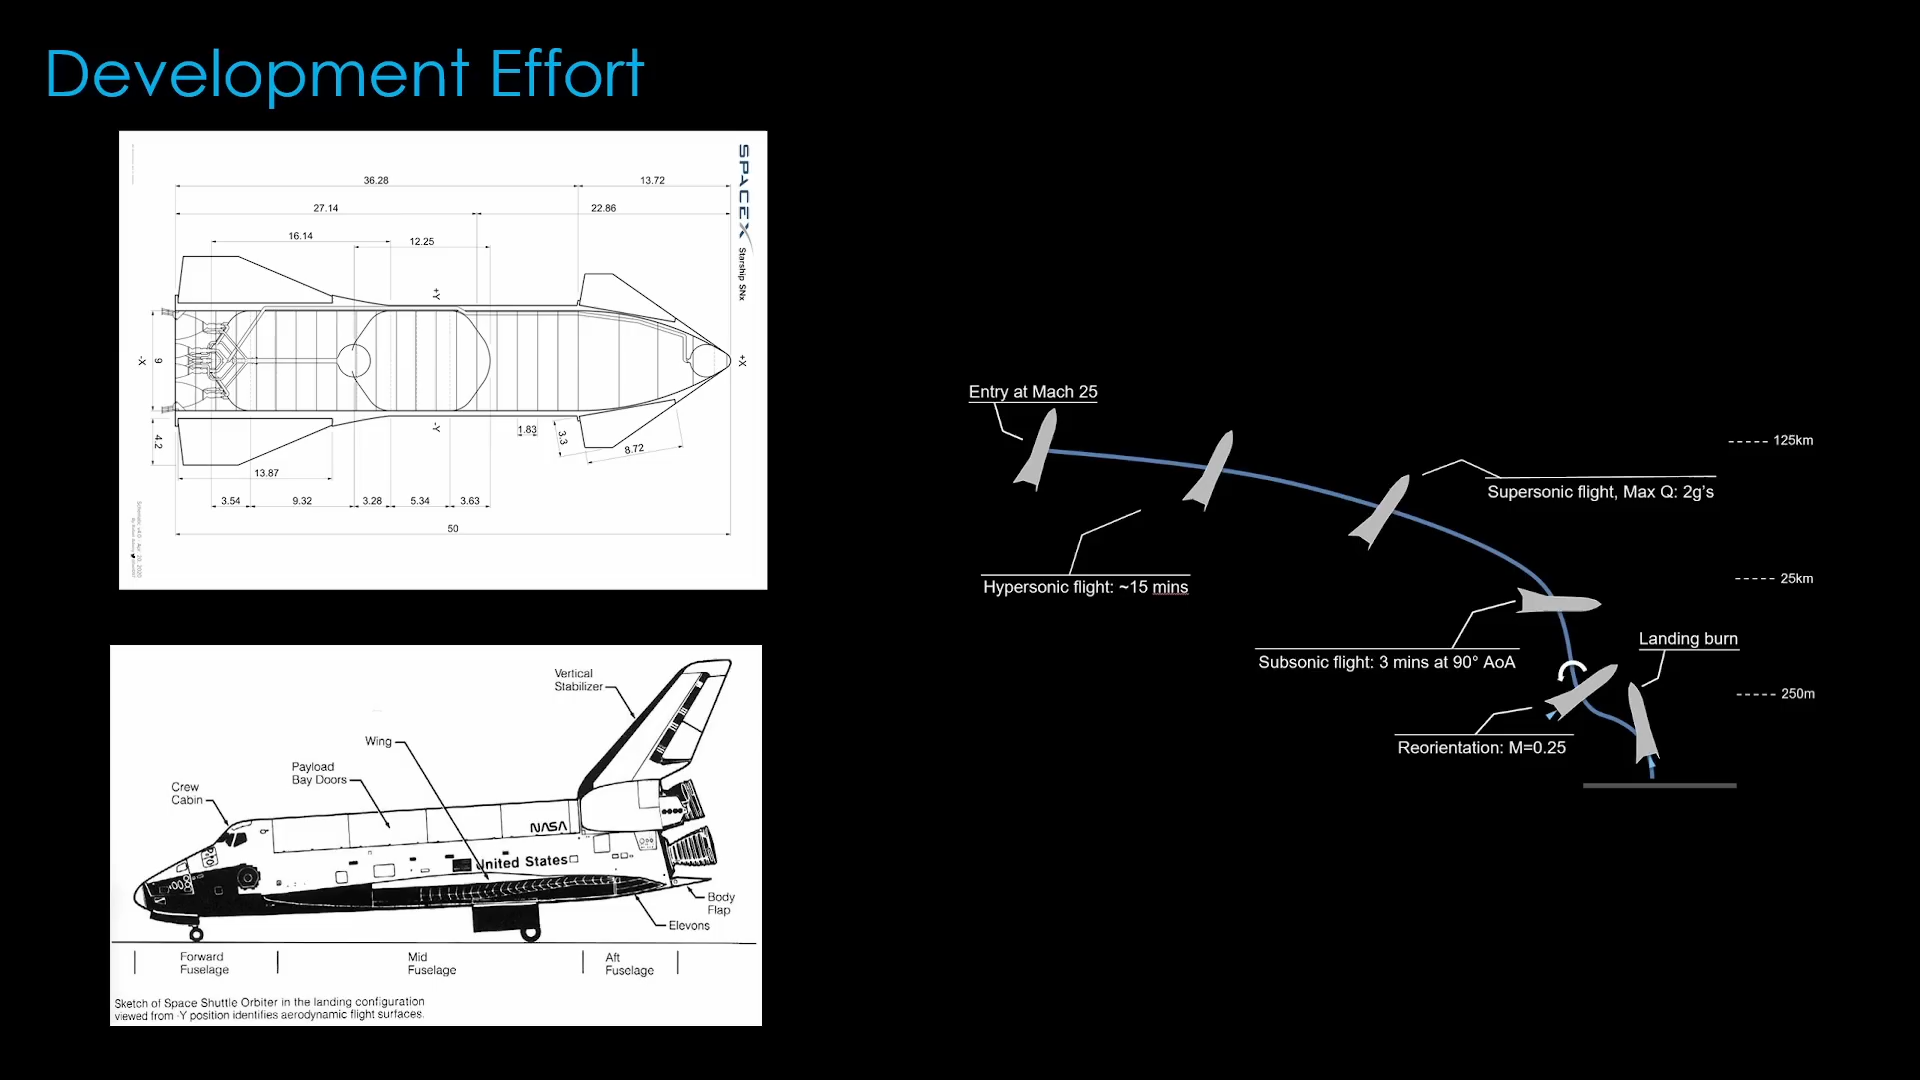 Development Effort
SPACEX Starship SNx
36.28
13.72
27.14
22.86
16.14
12.25
+Y
-X
9
+X
-Y
4.2
1.83
3.3
8.72
13.87
3.54
9.32
3.28
5.34
3.63
50
Vertical
Stabilizer
Wing
Payload
Bay Doors
Crew
Cabin
NASA
United States
Body
Flap
Elevons
Forward
Fuselage
Mid
Fuselage
Aft
Fuselage
Sketch of Space Shuttle Orbiter in the landing configuration
viewed from -Y position identifies aerodynamic flight surfaces.
Entry at Mach 25
125km
Supersonic flight, Max Q: 2g's
Hypersonic flight: ~15 mins
25km
Landing burn
Subsonic flight: 3 mins at 90° AoA
250m
Reorientation: M=0.25